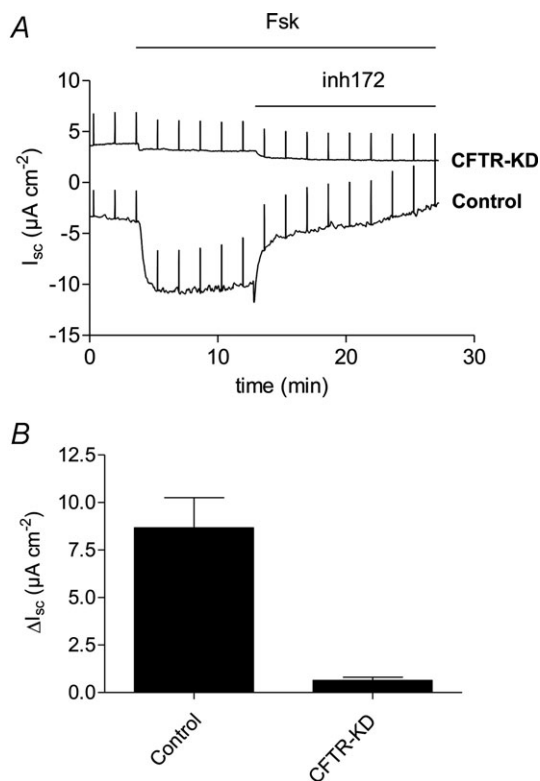 A
Fsk
inh172
10
5
0
-5
-10
-15
I_sc (µA cm⁻²)
CFTR-KD
Control
0 10 20 30
time (min)
B
12.5
10.0
7.5
5.0
2.5
0.0
ΔI_sc (µA cm⁻²)
Control
CFTR-KD